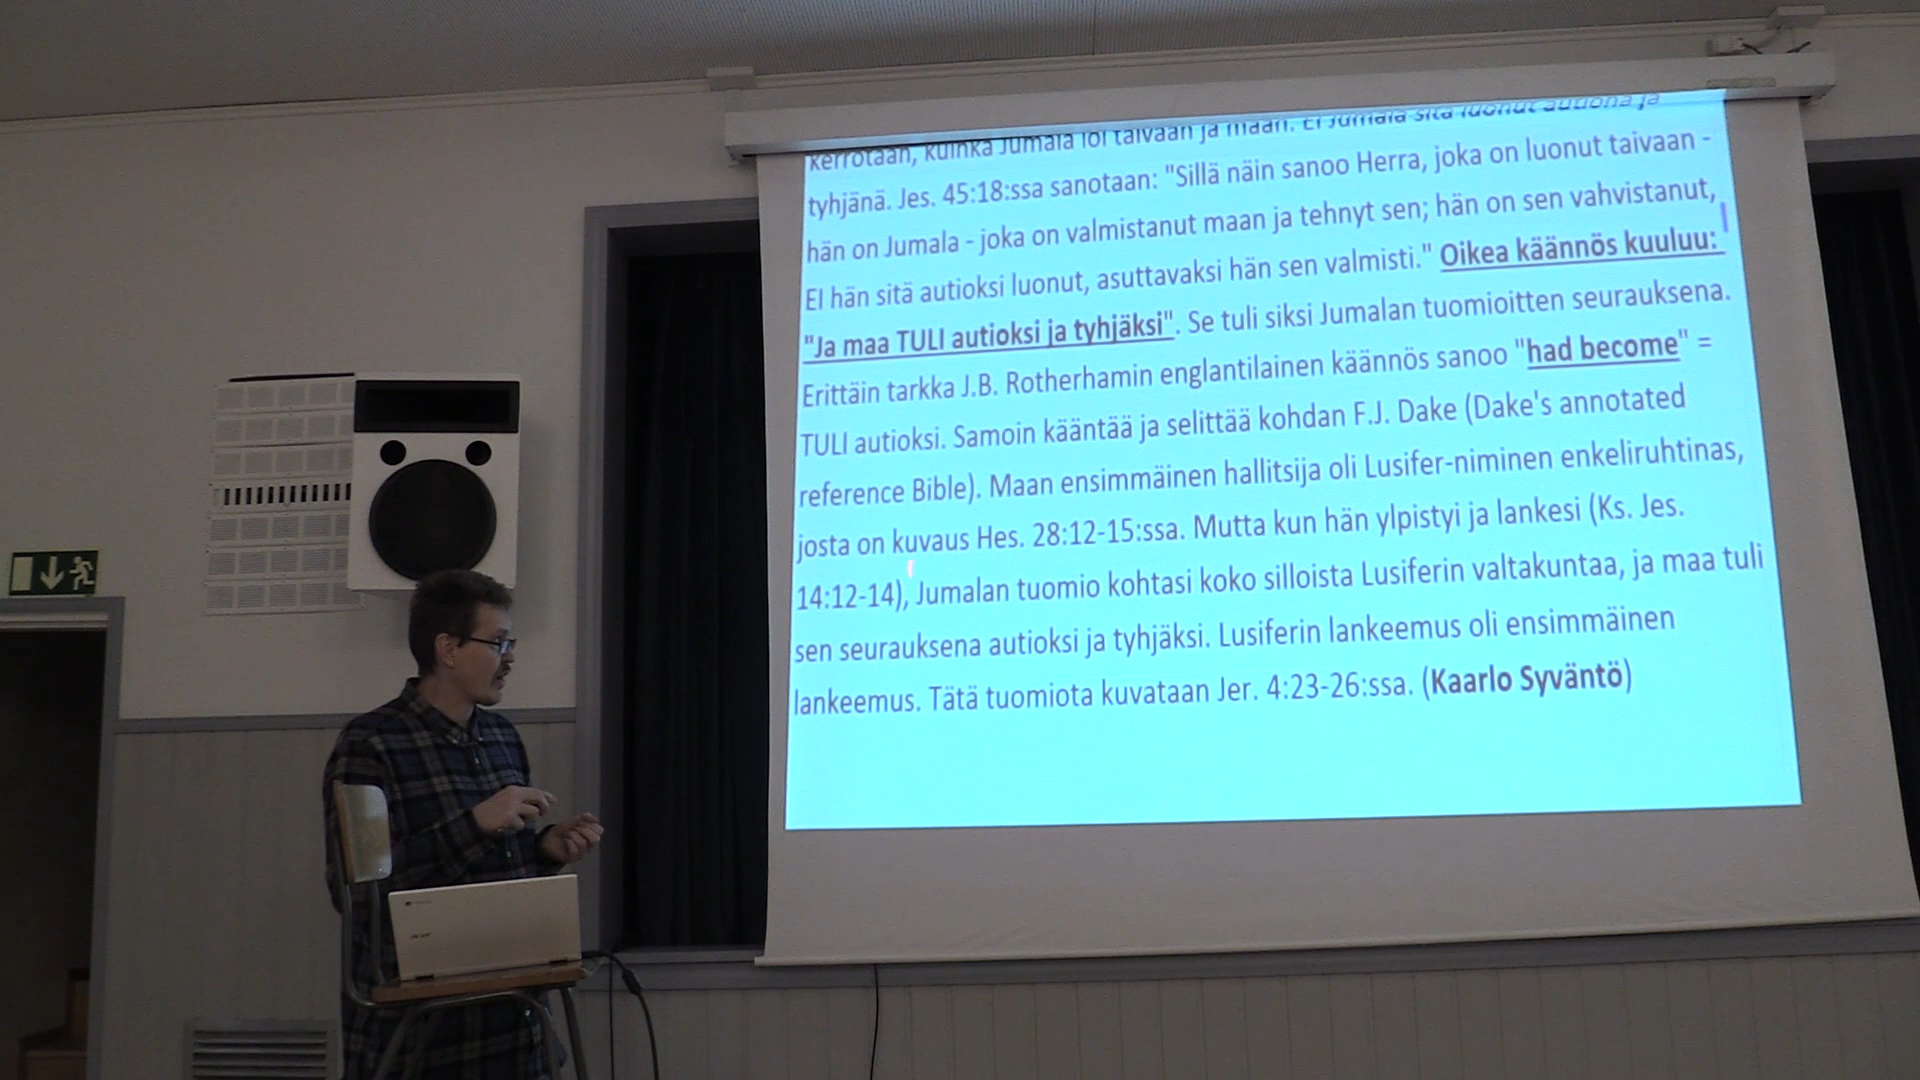 kerrotaan, kuinka Jumala loi taivaan ja maan. Ei Jumala sitä luonut autiona ja
tyhjänä. Jes. 45:18:ssa sanotaan: "Sillä näin sanoo Herra, joka on luonut taivaan -
hän on Jumala - joka on valmistanut maan ja tehnyt sen; hän on sen vahvistanut,
EI hän sitä autioksi luonut, asuttavaksi hän sen valmisti." Oikea käännös kuuluu:
"Ja maa TULI autioksi ja tyhjäksi". Se tuli siksi Jumalan tuomioitten seurauksena.
Erittäin tarkka J.B. Rotherhamin englantilainen käännös sanoo "had become" =
TULI autioksi. Samoin kääntää ja selittää kohdan F.J. Dake (Dake's annotated
reference Bible). Maan ensimmäinen hallitsija oli Lusifer-niminen enkeliruhtinas,
josta on kuvaus Hes. 28:12-15:ssa. Mutta kun hän ylpistyi ja lankesi (Ks. Jes.
14:12-14), Jumalan tuomio kohtasi koko silloista Lusiferin valtakuntaa, ja maa tuli
sen seurauksena autioksi ja tyhjäksi. Lusiferin lankeemus oli ensimmäinen
lankeemus. Tätä tuomiota kuvataan Jer. 4:23-26:ssa. (Kaarlo Syväntö)
acer